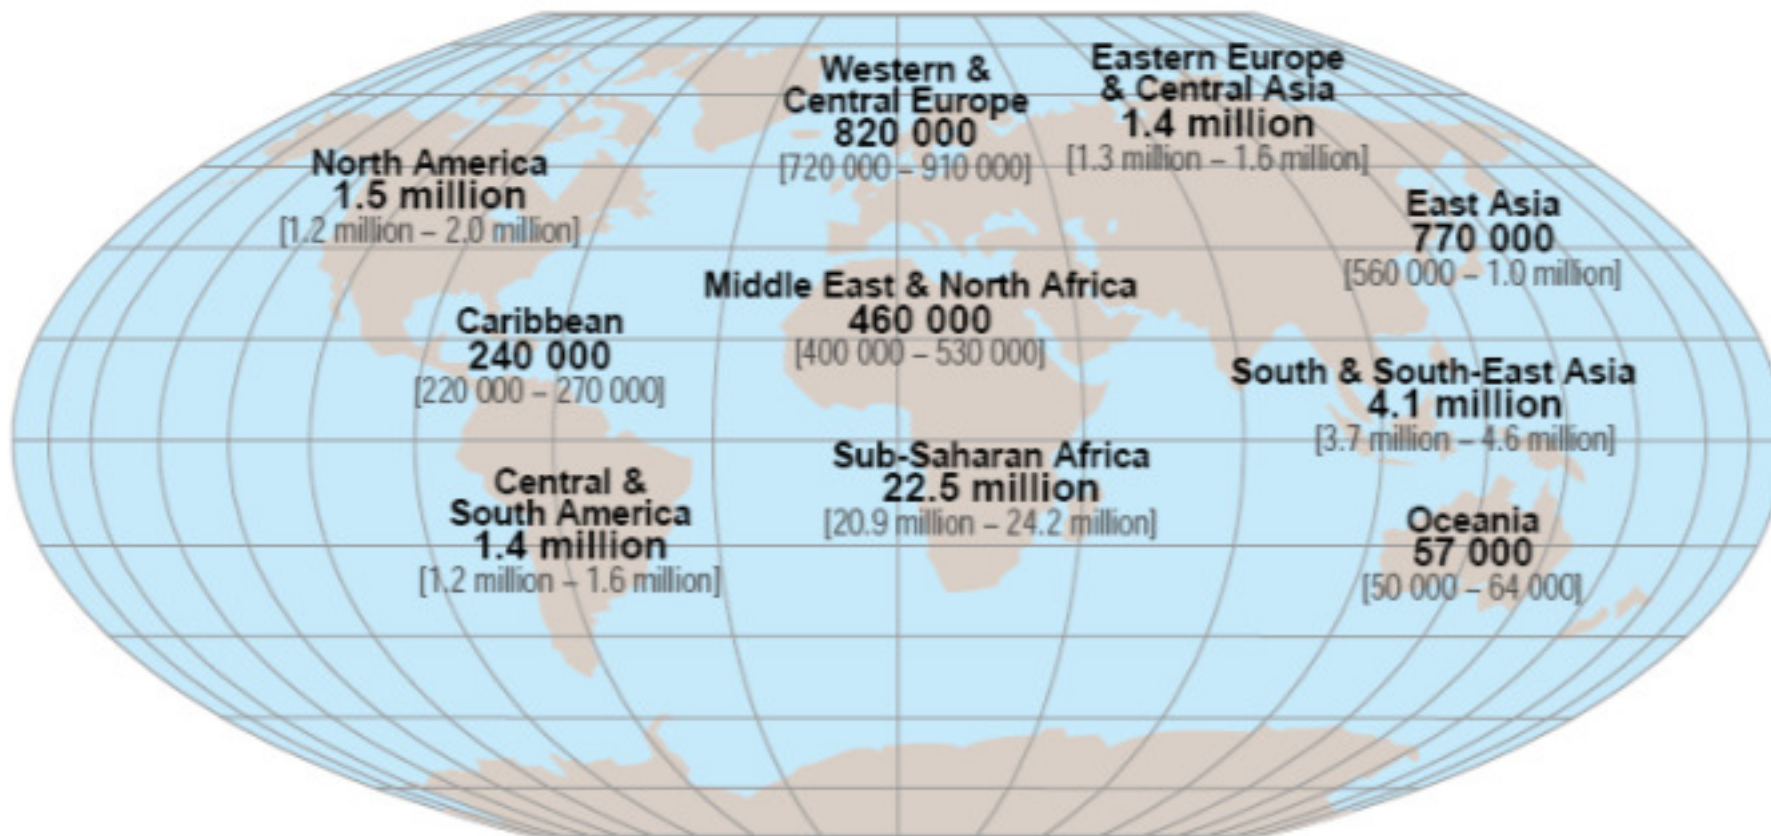 Western &
Central Europe
820 000
[720 000 – 910 000]
Eastern Europe
& Central Asia
1.4 million
[1.3 million – 1.6 million]
North America
1.5 million
[1.2 million – 2.0 million]
East Asia
770 000
[560 000 – 1.0 million]
Middle East & North Africa
460 000
[400 000 – 530 000]
Caribbean
240 000
[220 000 – 270 000]
South & South-East Asia
4.1 million
[3.7 million – 4.6 million]
Sub-Saharan Africa
22.5 million
[20.9 million – 24.2 million]
Central &
South America
1.4 million
[1.2 million – 1.6 million]
Oceania
57 000
[50 000 – 64 000]